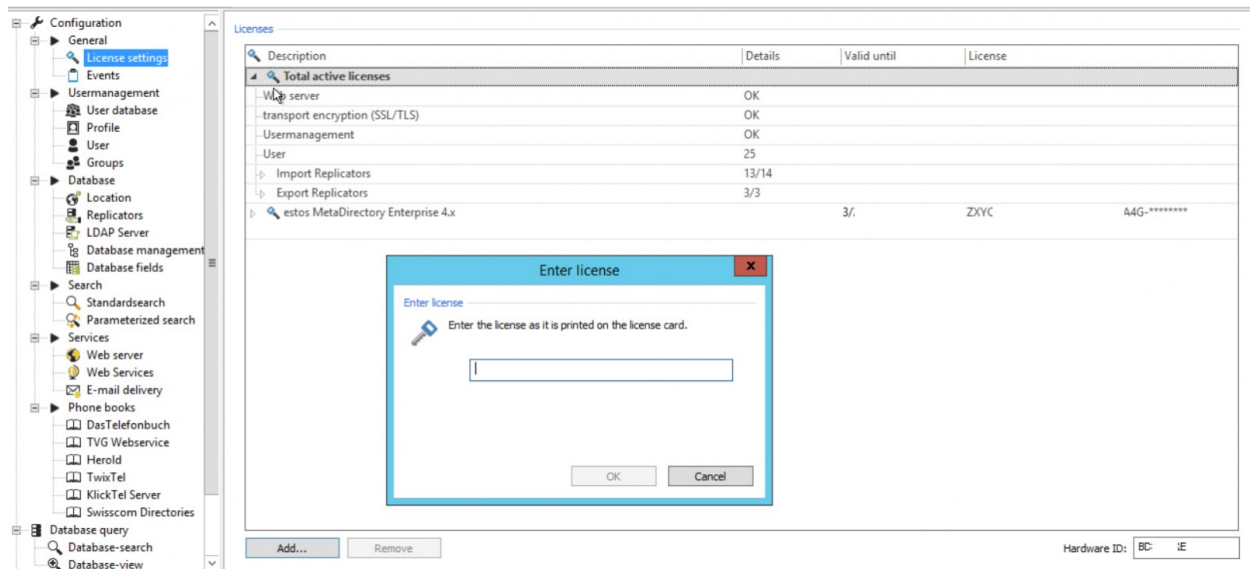 Configuration
General
License settings
Events
Usermanagement
User database
Profile
User
Groups
Database
Location
Replicators
LDAP Server
Database management
Database fields
Search
Standardsearch
Parameterized search
Services
Web server
Web Services
E-mail delivery
Phone books
DasTelefonbuch
TVG Webservice
Herold
TwixTel
KlickTel Server
Swisscom Directories
Database query
Database-search
Database-view
Licenses
Description Details Valid until License
Total active licenses
Web server OK
transport encryption (SSL/TLS) OK
Usermanagement OK
User 25
Import Replicators 13/14
Export Replicators 3/3
estos MetaDirectory Enterprise 4.x 3/. ZXYC A4G-********
Enter license
x
Enter license
Enter the license as it is printed on the license card.
OK Cancel
Add... Remove Hardware ID: